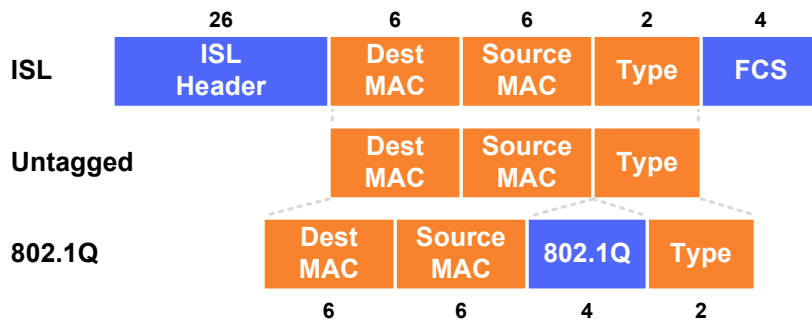 26 6 6 2 4
ISL
ISL
Header
Dest
MAC
Source
MAC
Type
FCS
Untagged
Dest
MAC
Source
MAC
Type
802.1Q
Dest
MAC
Source
MAC
802.1Q
Type
6 6 4 2